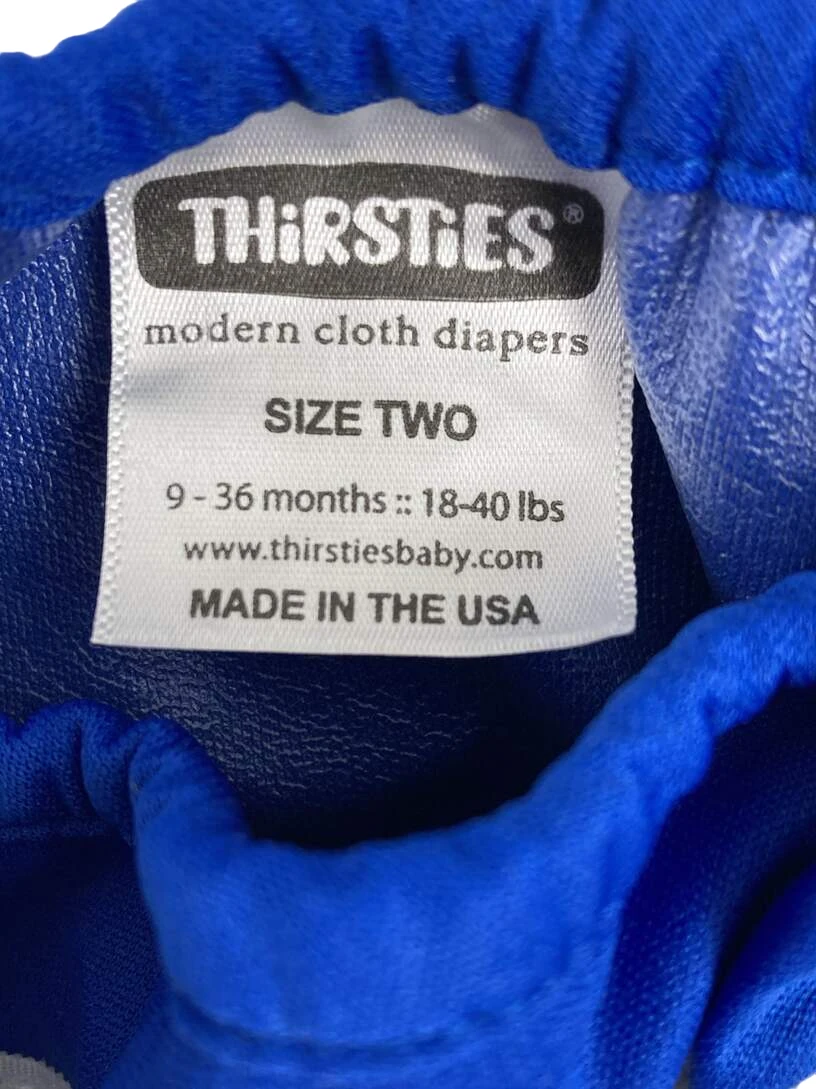 THiRSTiES®
modern cloth diapers
SIZE TWO
9 - 36 months :: 18-40 lbs
www.thirstiesbaby.com
MADE IN THE USA